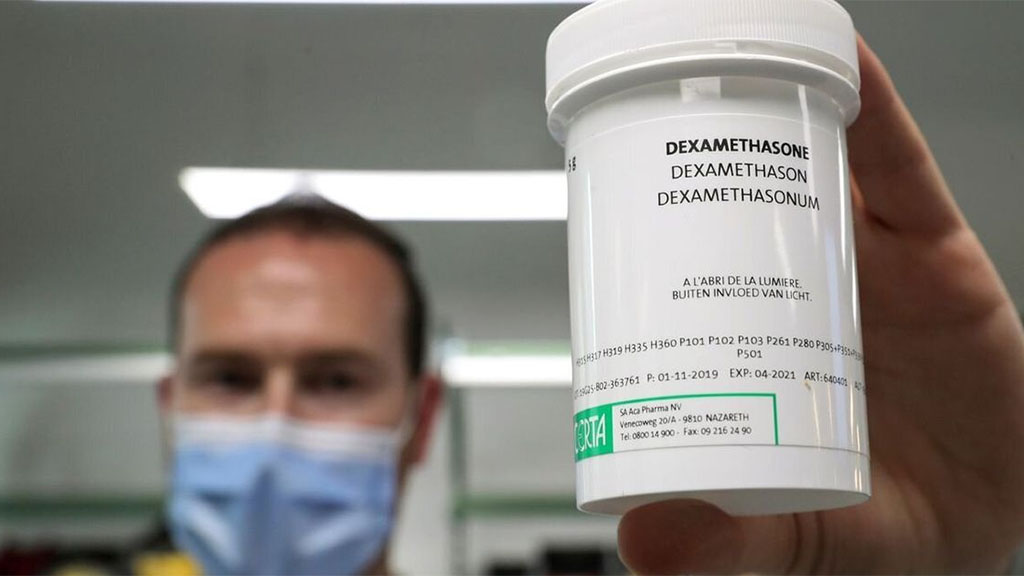 5 g
DEXAMETHASONE
DEXAMETHASON
DEXAMETHASONUM
A L'ABRI DE LA LUMIERE.
BUITEN INVLOED VAN LICHT.
H317 H319 H335 H360 P101 P102 P103 P261 P280
P501
P: 01-11-2019 EXP: 04-2021 ART:640401
SA Aca Pharma NV
Venecoweg 20/A - 9810 NAZARETH
Tel: 0800 14 900 - Fax: 09 216 24 90